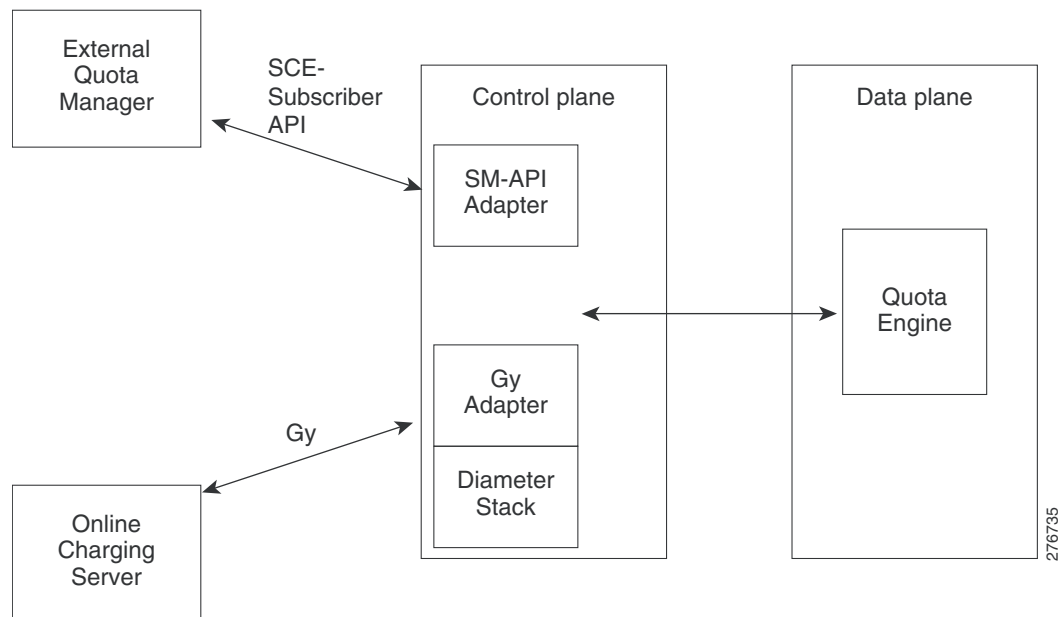 External
Quota
Manager
SCE-
Subscriber
API
Control plane
Data plane
SM-API
Adapter
Quota
Engine
Gy
Adapter
Gy
Diameter
Stack
Online
Charging
Server
276735